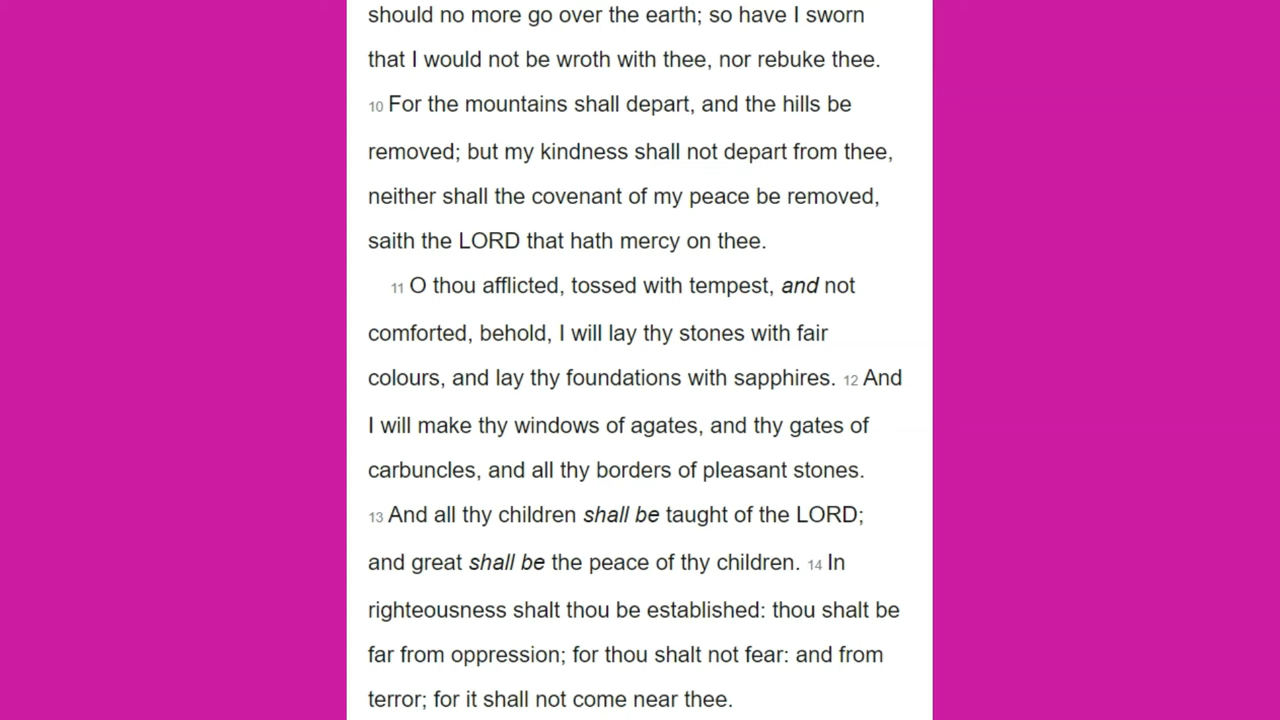 should no more go over the earth; so have I sworn
that I would not be wroth with thee, nor rebuke thee.
10 For the mountains shall depart, and the hills be
removed; but my kindness shall not depart from thee,
neither shall the covenant of my peace be removed,
saith the LORD that hath mercy on thee.
11 O thou afflicted, tossed with tempest, and not
comforted, behold, I will lay thy stones with fair
colours, and lay thy foundations with sapphires. 12 And
I will make thy windows of agates, and thy gates of
carbuncles, and all thy borders of pleasant stones.
13 And all thy children shall be taught of the LORD;
and great shall be the peace of thy children. 14 In
righteousness shalt thou be established: thou shalt be
far from oppression; for thou shalt not fear: and from
terror; for it shall not come near thee.